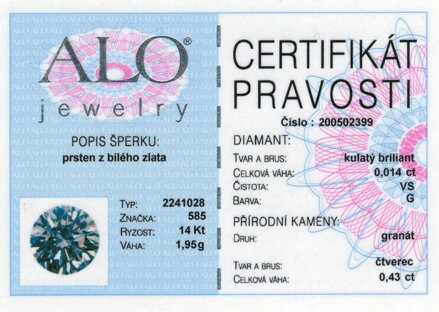 ALO®
jewelry
POPIS ŠPERKU:
prsten z bílého zlata
TYP: 2241028
ZNAČKA: 585
RYZOST: 14 Kt
VÁHA: 1,95g
CERTIFIKÁT
PRAVOSTI
Číslo : 200502399
DIAMANT:
TVAR A BRUS: kulatý briliant
CELKOVÁ VÁHA: 0,014 ct
ČISTOTA: VS
BARVA: G
PŘÍRODNÍ KAMENY:
DRUH: granát
TVAR A BRUS: čtverec
CELKOVÁ VÁHA: 0,43 ct